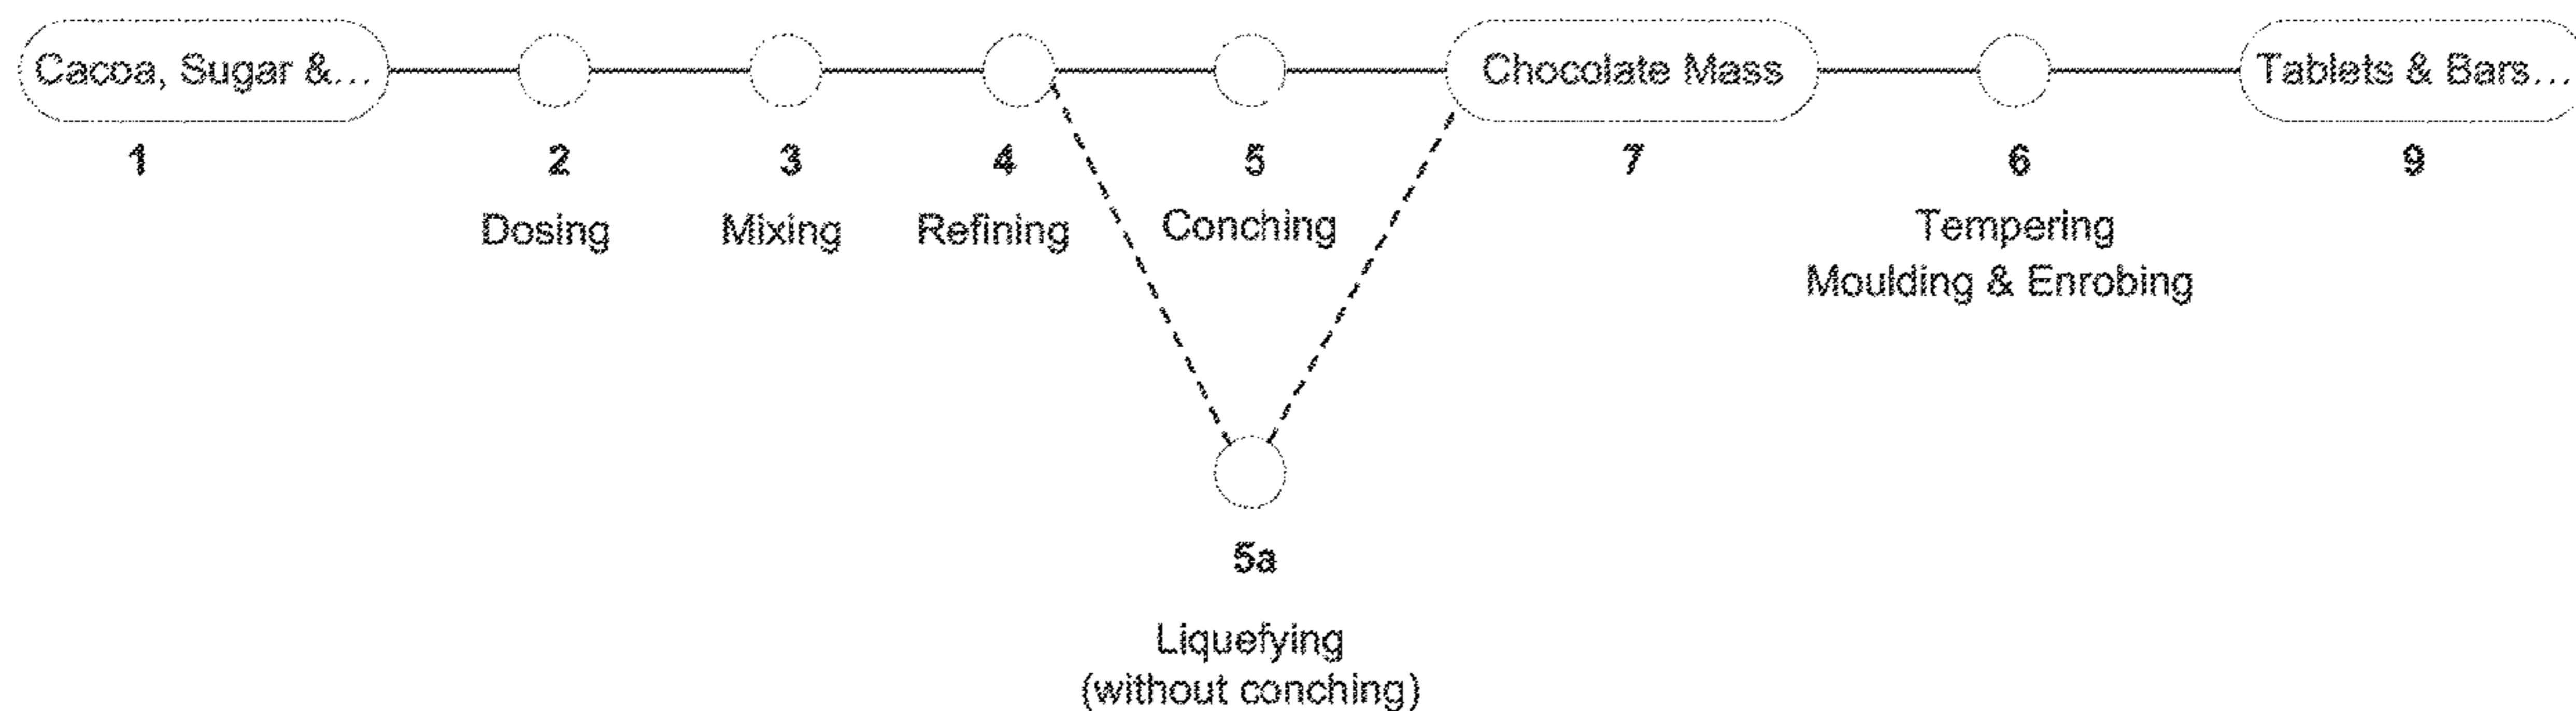 Cacoa, Sugar &...
Chocolate Mass
Tablets & Bars...
1
2
3
4
5
7
6
9
Dosing
Mixing
Refining
Conching
Tempering
Moulding & Enrobing
5a
Liquefying
(without conching)